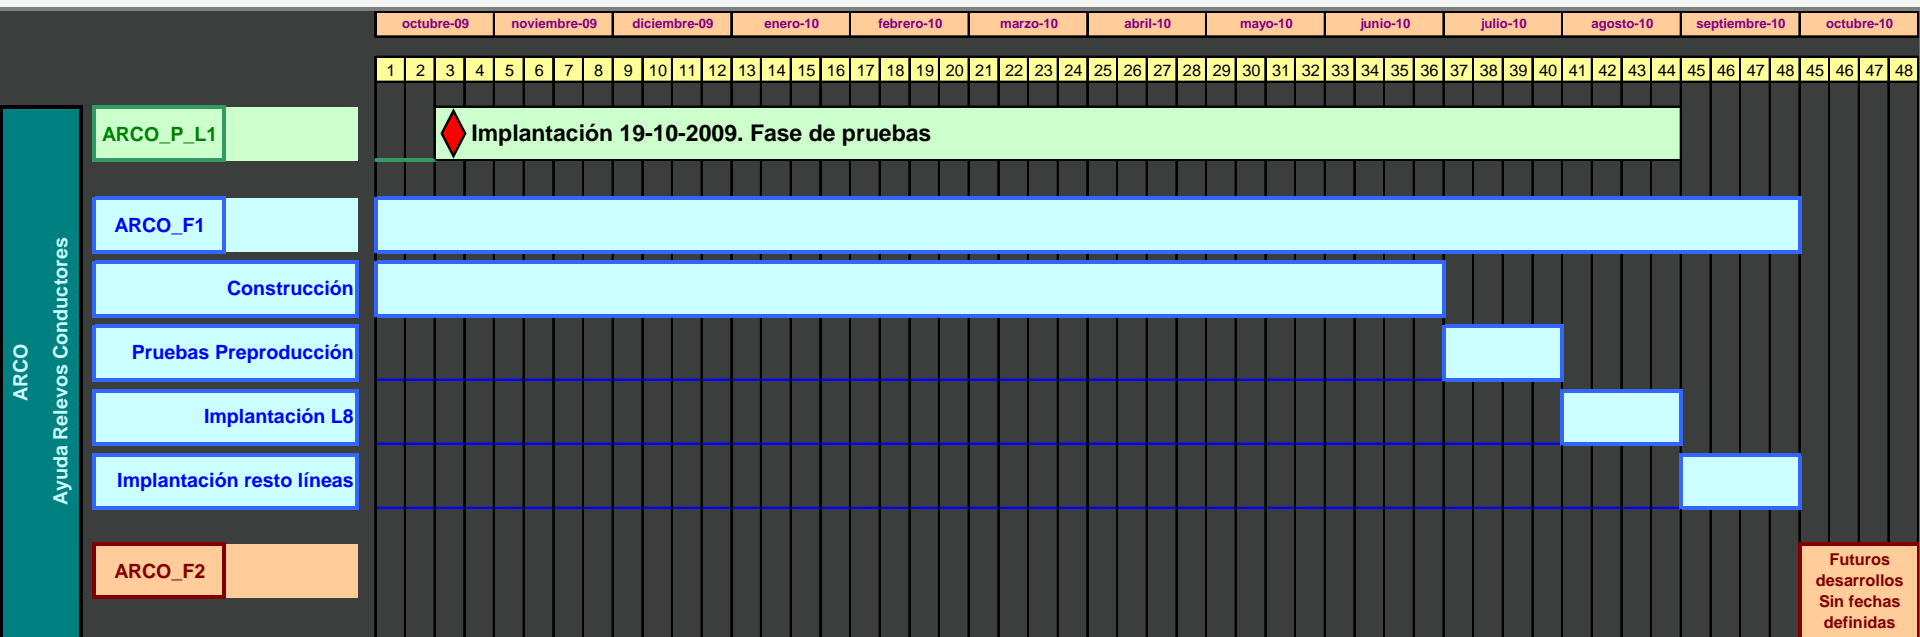 octubre-09 noviembre-09 diciembre-09 enero-10 febrero-10 marzo-10 abril-10 mayo-10 junio-10 julio-10 agosto-10 septiembre-10 octubre-10
1 2 3 4 5 6 7 8 9 10 11 12 13 14 15 16 17 18 19 20 21 22 23 24 25 26 27 28 29 30 31 32 33 34 35 36 37 38 39 40 41 42 43 44 45 46 47 48 45 46 47 48
ARCO
Ayuda Relevos Conductores
ARCO_P_L1
Implantación 19-10-2009. Fase de pruebas
ARCO_F1
Construcción
Pruebas Preproducción
Implantación L8
Implantación resto líneas
ARCO_F2
Futuros
desarrollos
Sin fechas
definidas